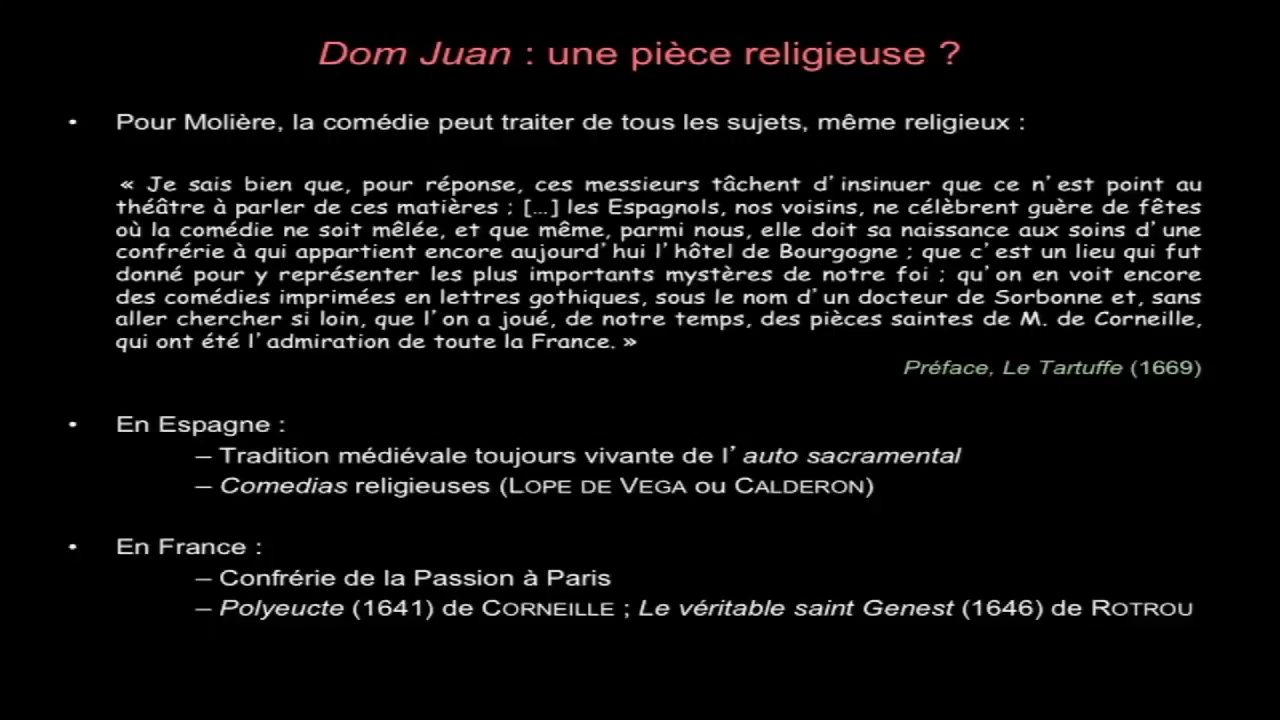 Dom Juan : une pièce religieuse ?
• Pour Molière, la comédie peut traiter de tous les sujets, même religieux :
« Je sais bien que, pour réponse, ces messieurs tâchent d’insinuer que ce n’est point au
théâtre à parler de ces matières ; […] les Espagnols, nos voisins, ne célèbrent guère de fêtes
où la comédie ne soit mêlée, et que même, parmi nous, elle doit sa naissance aux soins d’une
confrérie à qui appartient encore aujourd’hui l’hôtel de Bourgogne ; que c’est un lieu qui fut
donné pour y représenter les plus importants mystères de notre foi ; qu’on en voit encore
des comédies imprimées en lettres gothiques, sous le nom d’un docteur de Sorbonne et, sans
aller chercher si loin, que l’on a joué, de notre temps, des pièces saintes de M. de Corneille,
qui ont été l’admiration de toute la France. »
Préface, Le Tartuffe (1669)
• En Espagne :
– Tradition médiévale toujours vivante de l’auto sacramental
– Comedias religieuses (LOPE DE VEGA ou CALDERON)
• En France :
– Confrérie de la Passion à Paris
– Polyeucte (1641) de CORNEILLE ; Le véritable saint Genest (1646) de ROTROU